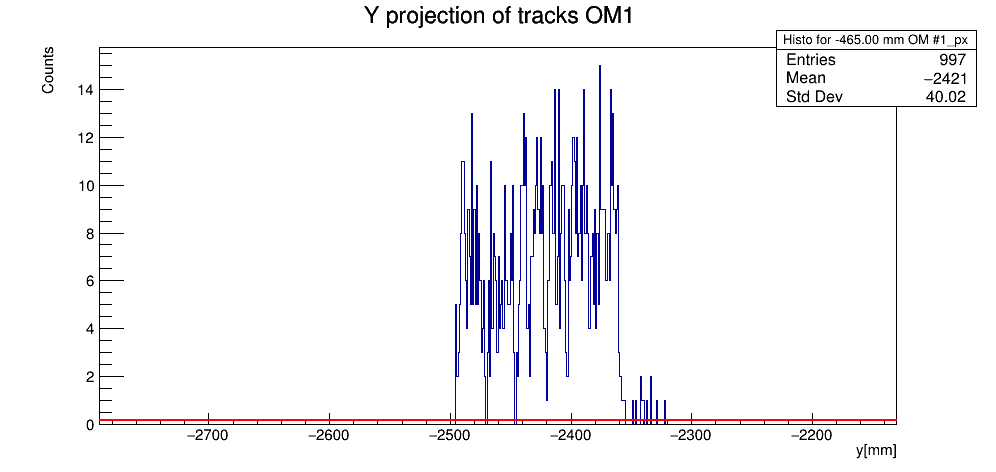 Y projection of tracks OM1
Histo for -465.00 mm OM #1_px
Entries 997
Mean −2421
Std Dev 40.02
Counts
14
12
10
8
6
4
2
0
−2700 −2600 −2500 −2400 −2300 −2200
y[mm]